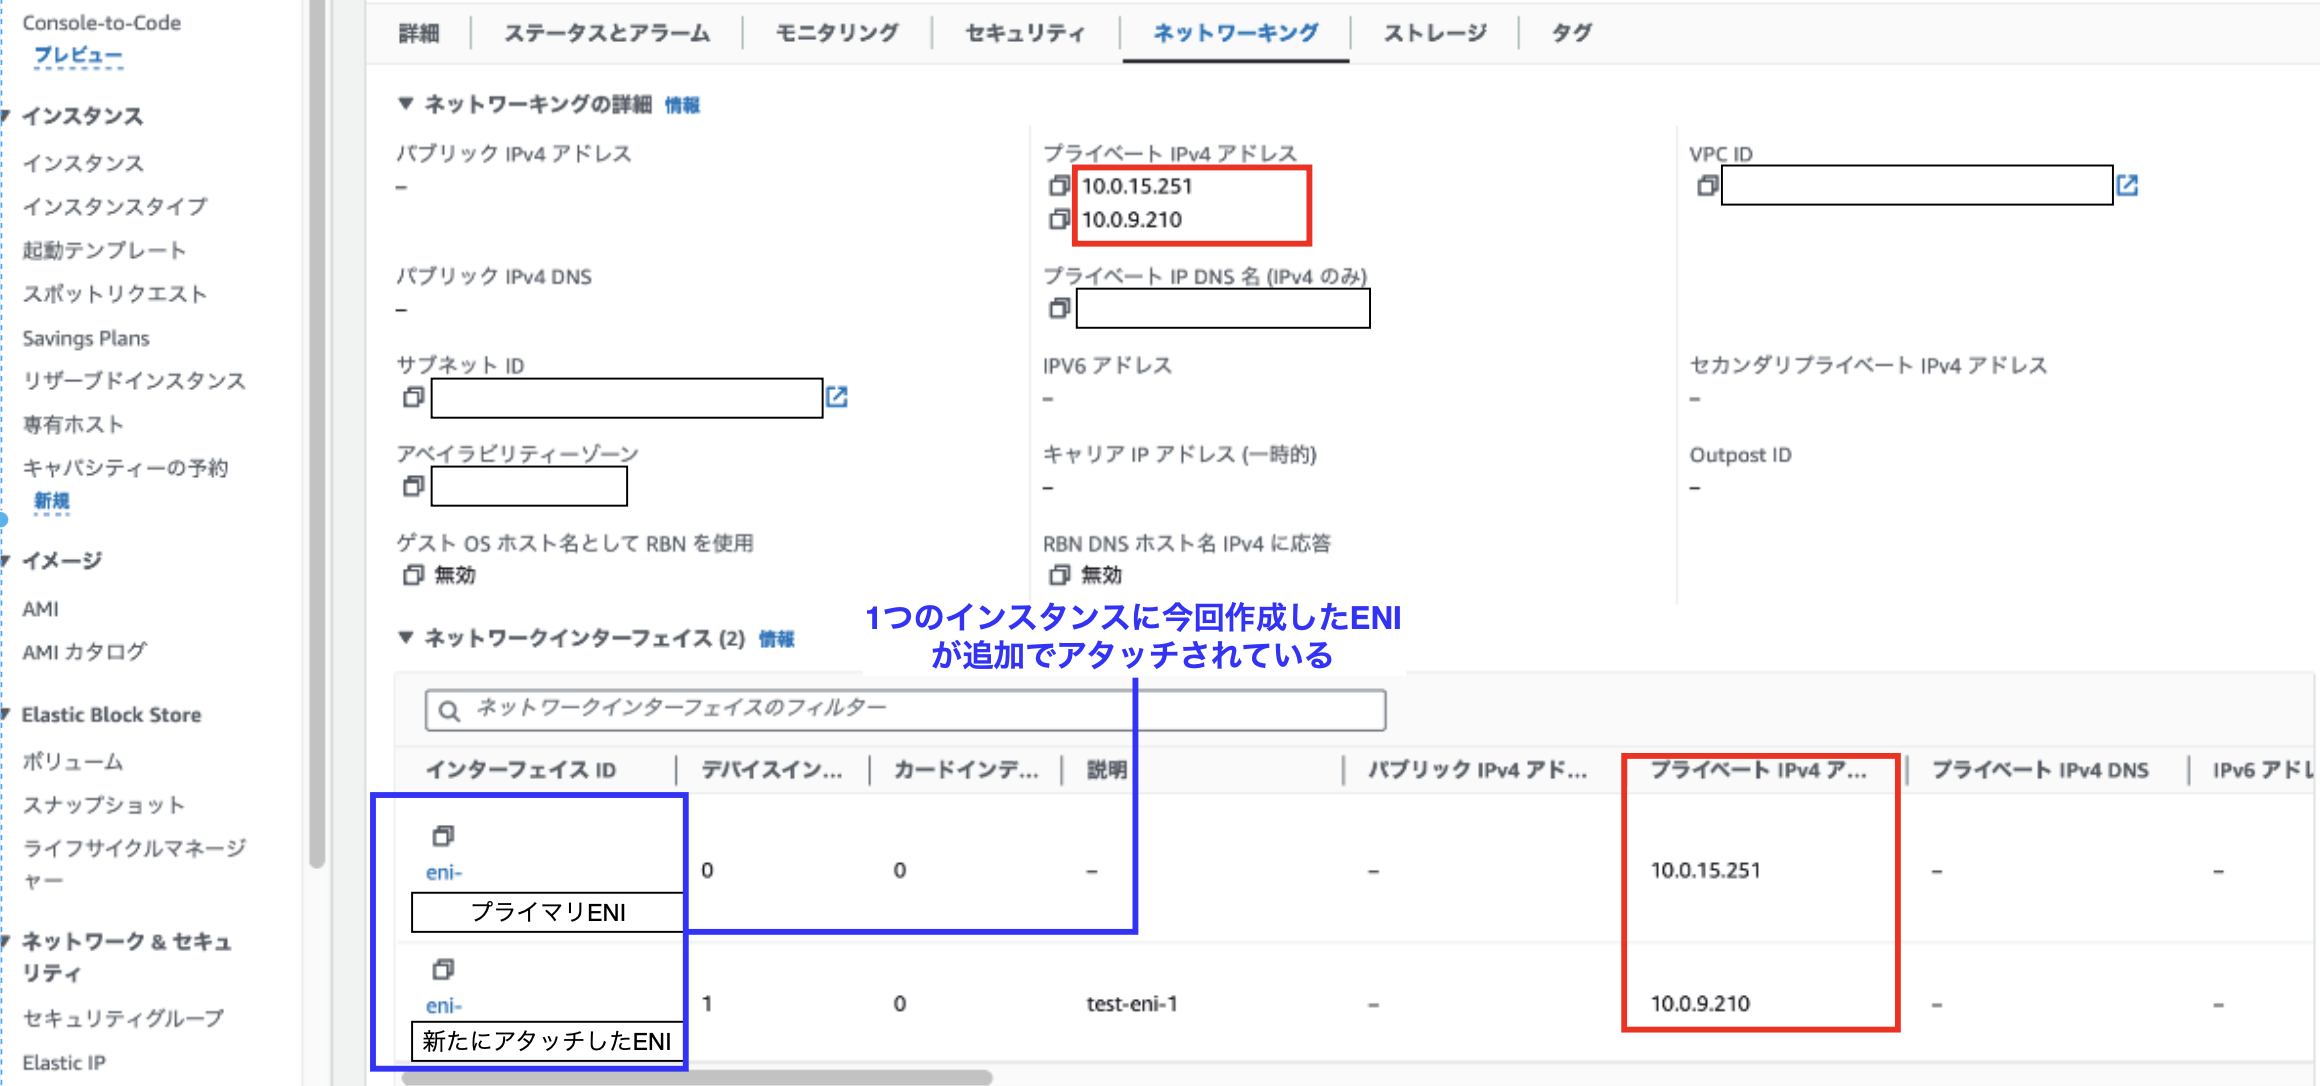 Console-to-Code
プレビュー
インスタンス
インスタンス
インスタンスタイプ
起動テンプレート
スポットリクエスト
Savings Plans
リザーブドインスタンス
専有ホスト
キャパシティーの予約
新規
イメージ
AMI
AMI カタログ
Elastic Block Store
ボリューム
スナップショット
ライフサイクルマネージ
ャー
ネットワーク & セキュ
リティ
セキュリティグループ
Elastic IP
詳細 ステータスとアラーム モニタリング セキュリティ ネットワーキング ストレージ タグ
ネットワーキングの詳細 情報
パブリック IPv4 アドレス
–
プライベート IPv4 アドレス
10.0.15.251
10.0.9.210
VPC ID
パブリック IPv4 DNS
–
プライベート IP DNS 名 (IPv4 のみ)
サブネット ID
IPV6 アドレス
–
セカンダリプライベート IPv4 アドレス
–
アベイラビリティーゾーン
キャリア IP アドレス (一時的)
–
Outpost ID
–
ゲスト OS ホスト名として RBN を使用
無効
RBN DNS ホスト名 IPv4 に応答
無効
1つのインスタンスに今回作成したENI
が追加でアタッチされている
ネットワークインターフェイス (2) 情報
ネットワークインターフェイスのフィルター
インターフェイス ID デバイスイン... カードインデ... 説明 パブリック IPv4 アド... プライベート IPv4 ア... プライベート IPv4 DNS IPv6 アドレ
eni- 0 0 – – 10.0.15.251 – –
プライマリENI
eni- 1 0 test-eni-1 – 10.0.9.210 – –
新たにアタッチしたENI